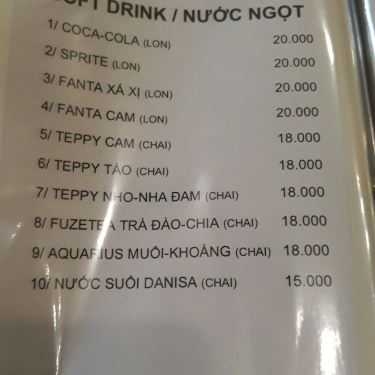 SOFT DRINK / NƯỚC NGỌT
1/ COCA-COLA (LON) 20.000
2/ SPRITE (LON) 20.000
3/ FANTA XÁ XỊ (LON) 20.000
4/ FANTA CAM (LON) 20.000
5/ TEPPY CAM (CHAI) 18.000
6/ TEPPY TÁO (CHAI) 18.000
7/ TEPPY NHO-NHA ĐAM (CHAI) 18.000
8/ FUZETEA TRÀ ĐÀO-CHIA (CHAI) 18.000
9/ AQUARIUS MUỐI-KHOÁNG (CHAI) 18.000
10/ NƯỚC SUỐI DANISA (CHAI) 15.000